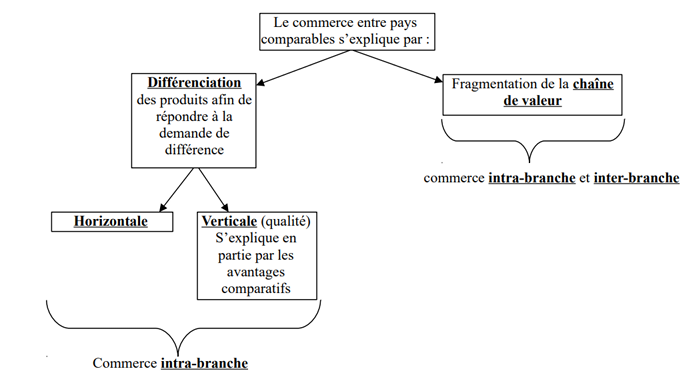 Le commerce entre pays
comparables s’explique par :
Différenciation
des produits afin de
répondre à la
demande de
différence
Fragmentation de la chaîne
de valeur
commerce intra-branche et inter-branche
Horizontale
Verticale (qualité)
S’explique en
partie par les
avantages
comparatifs
Commerce intra-branche